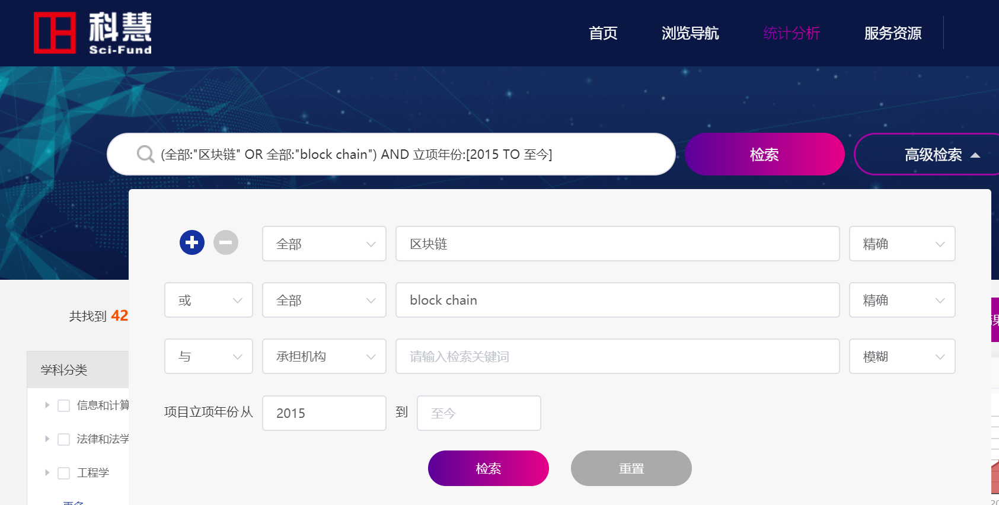 科慧
Sci-Fund
首页 浏览导航 统计分析 服务资源
(全部:"区块链" OR 全部:"block chain") AND 立项年份:[2015 TO 至今]
检索
高级检索
全部 区块链 精确
或 全部 block chain 精确
共找到 42
与 承担机构 请输入检索关键词 模糊
学科分类
信息和计算
项目立项年份从 2015 到 至今
法律和法学
检索 重置
工程学
更多